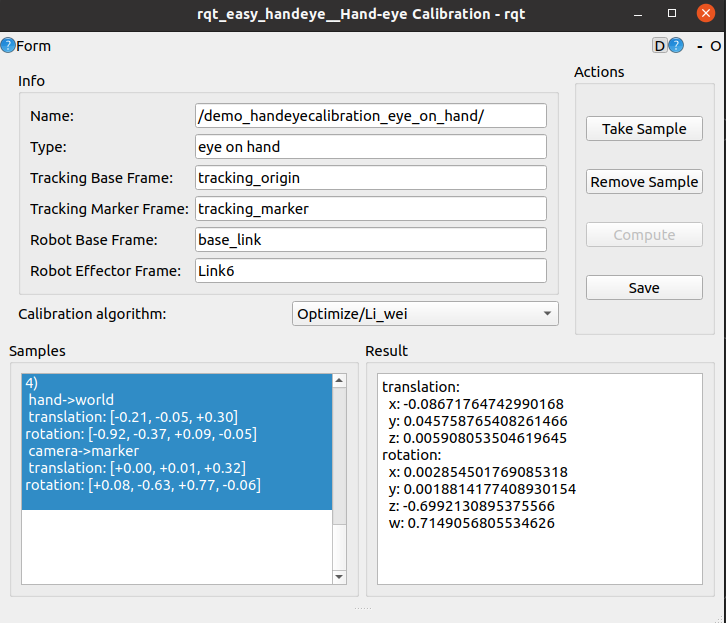 rqt_easy_handeye__Hand-eye Calibration - rqt
?Form D? - O
Info
Name: /demo_handeyecalibration_eye_on_hand/
Type: eye on hand
Tracking Base Frame: tracking_origin
Tracking Marker Frame: tracking_marker
Robot Base Frame: base_link
Robot Effector Frame: Link6
Calibration algorithm: Optimize/Li_wei
Actions
Take Sample
Remove Sample
Compute
Save
Samples
4)
hand->world
translation: [-0.21, -0.05, +0.30]
rotation: [-0.92, -0.37, +0.09, -0.05]
camera->marker
translation: [+0.00, +0.01, +0.32]
rotation: [+0.08, -0.63, +0.77, -0.06]
Result
translation:
x: -0.08671764742990168
y: 0.045758765408261466
z: 0.005908053504619645
rotation:
x: 0.002854501769085318
y: 0.0018814177408930154
z: -0.6992130895375566
w: 0.7149056805534626